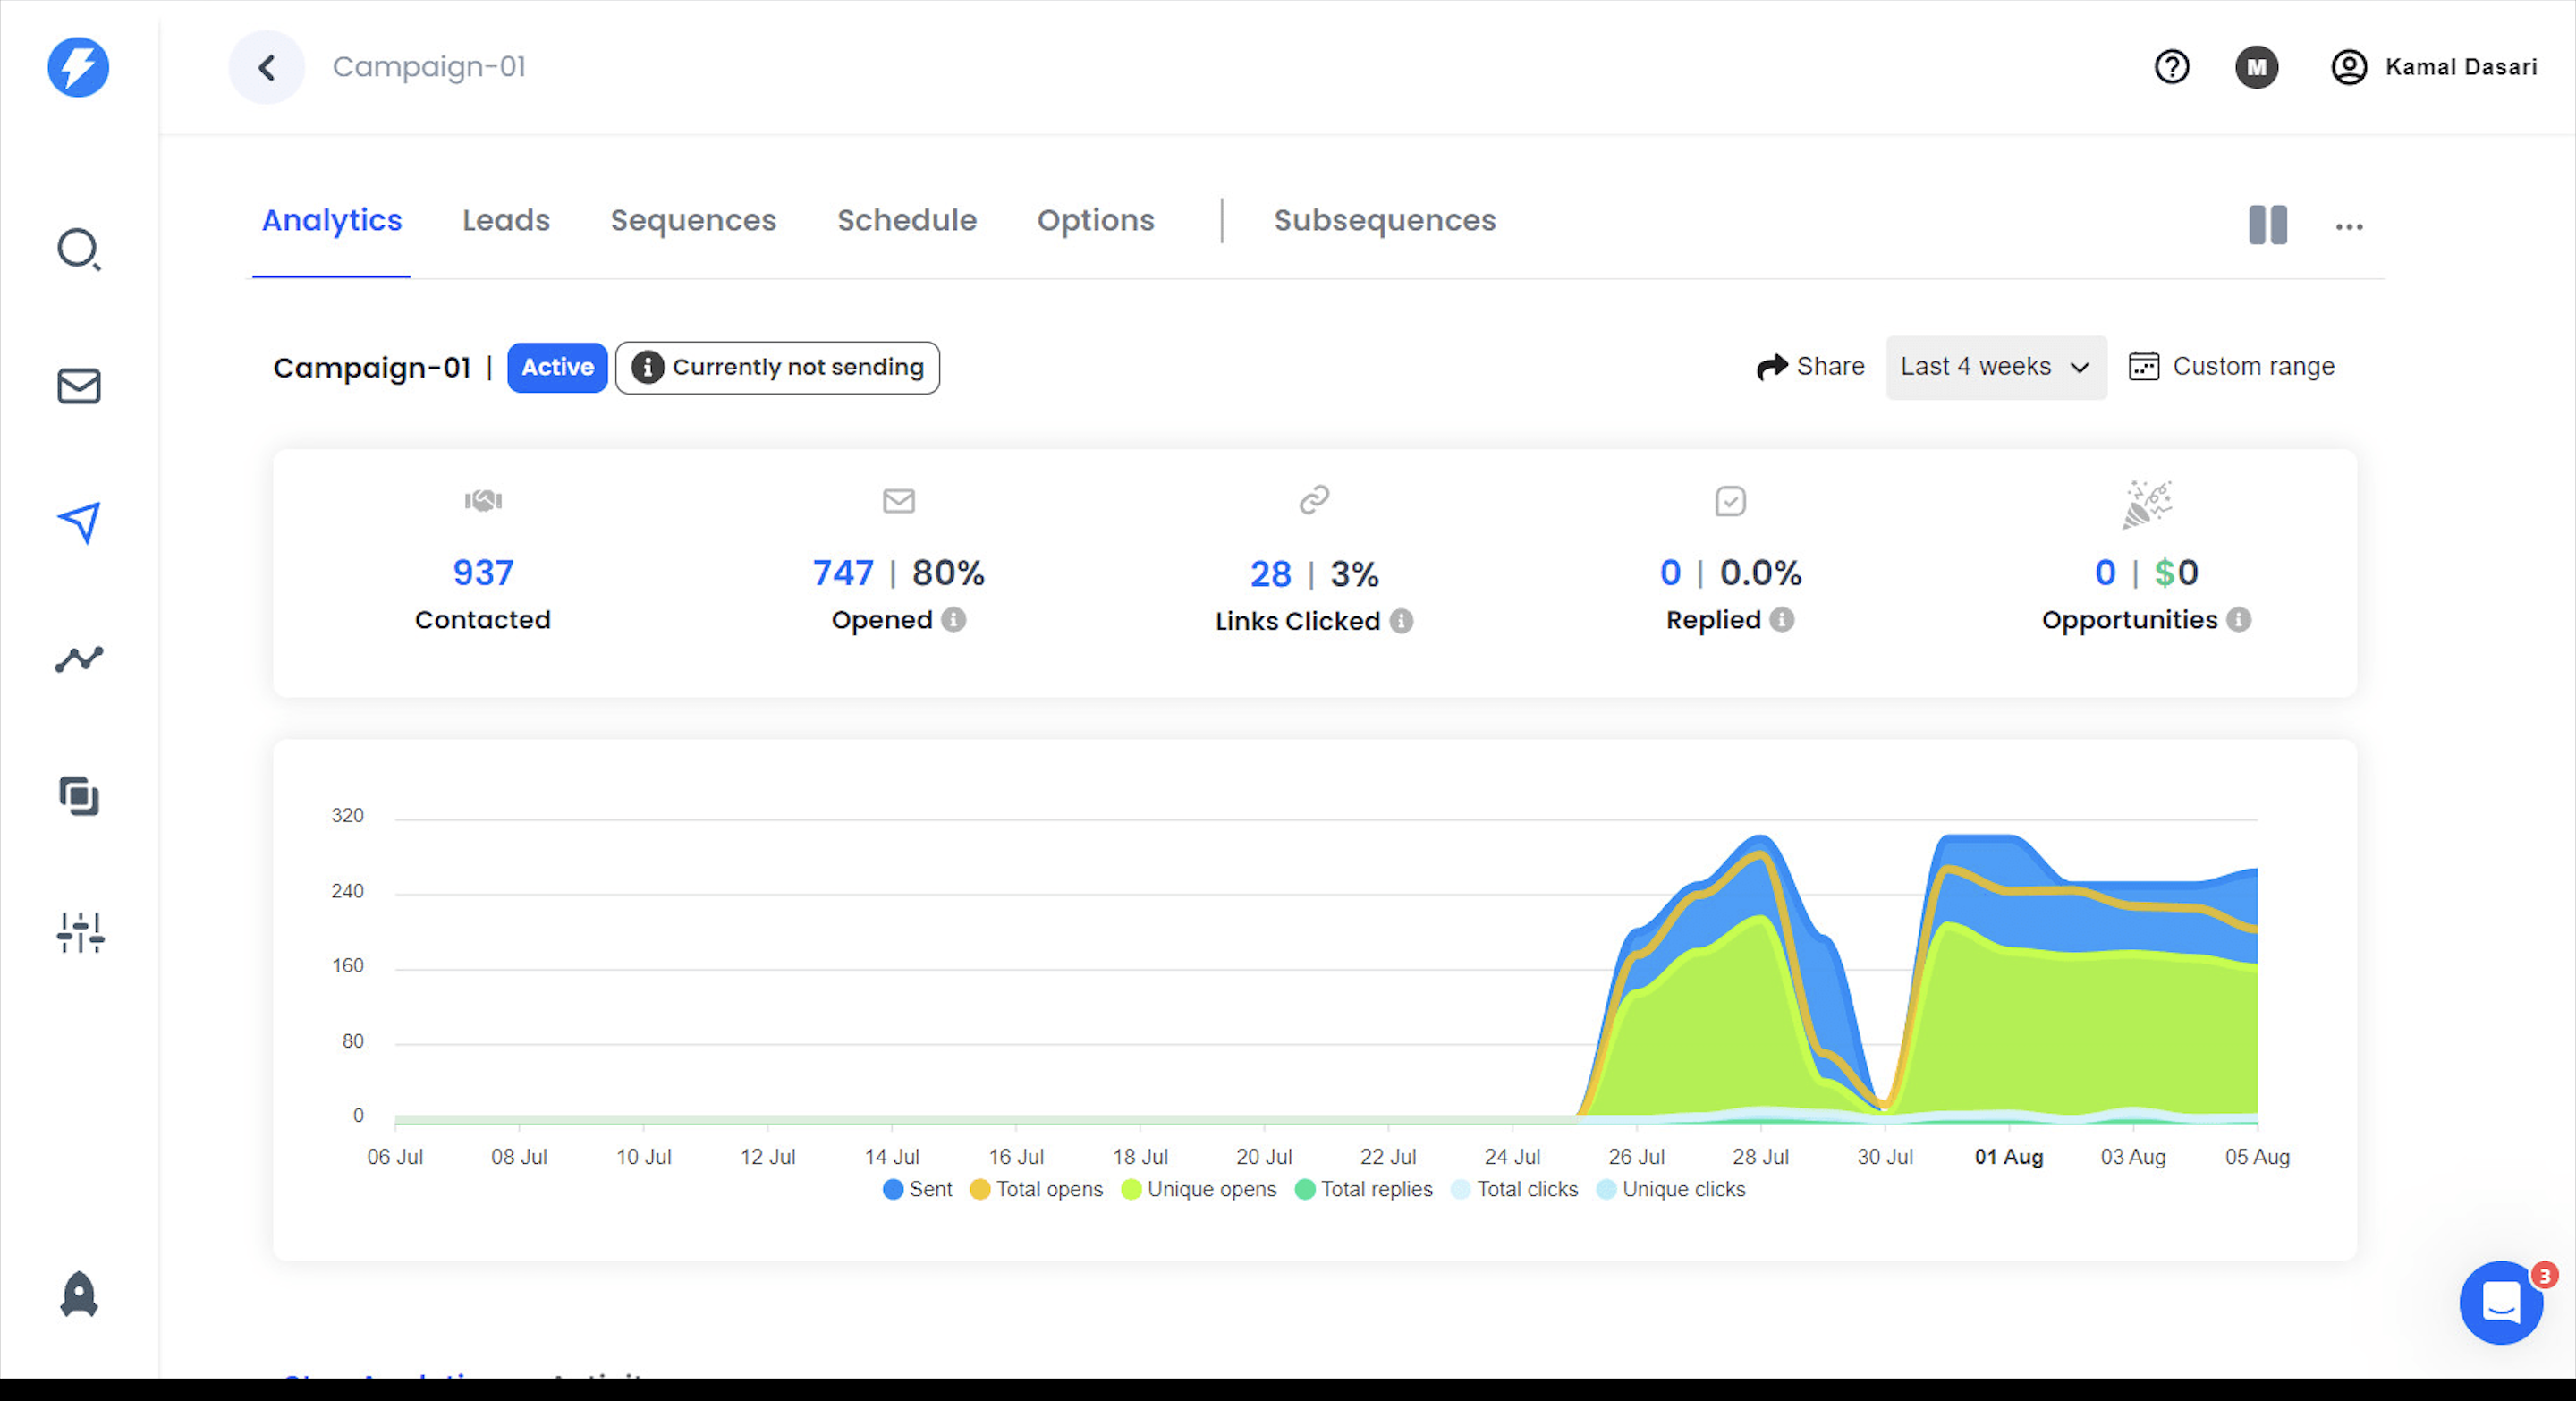 Campaign-01
M
Kamal Dasari
Analytics Leads Sequences Schedule Options Subsequences
Campaign-01 | Active Currently not sending
Share Last 4 weeks Custom range
937 747 | 80% 28 | 3% 0 | 0.0% 0 | $0
Contacted Opened Links Clicked Replied Opportunities
320
240
160
80
0
06 Jul 08 Jul 10 Jul 12 Jul 14 Jul 16 Jul 18 Jul 20 Jul 22 Jul 24 Jul 26 Jul 28 Jul 30 Jul 01 Aug 03 Aug 05 Aug
Sent Total opens Unique opens Total replies Total clicks Unique clicks
3